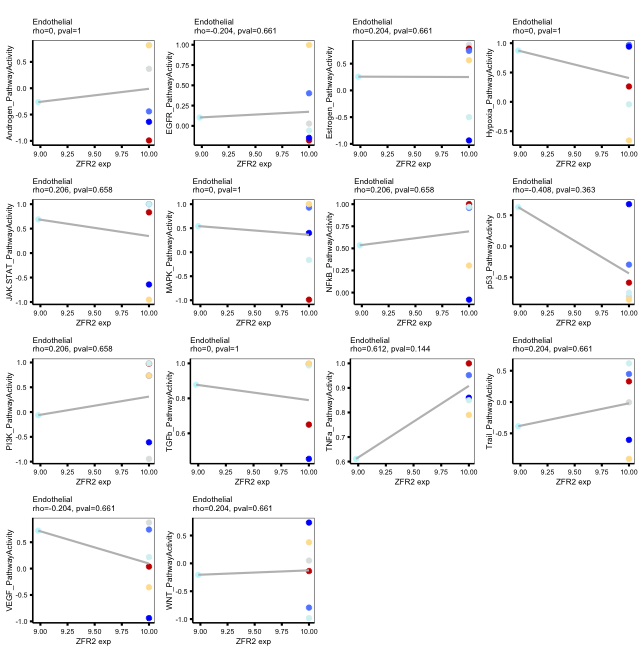 Endothelial
rho=0, pval=1
Androgen_PathwayActivity
0.5
0.0
-0.5
-1.0
9.00 9.25 9.50 9.75 10.00
ZFR2 exp
Endothelial
rho=-0.204, pval=0.661
EGFR_PathwayActivity
1.00
0.75
0.50
0.25
0.00
9.00 9.25 9.50 9.75 10.00
ZFR2 exp
Endothelial
rho=0.204, pval=0.661
Estrogen_PathwayActivity
0.5
0.0
-0.5
-1.0
9.00 9.25 9.50 9.75 10.00
ZFR2 exp
Endothelial
rho=0, pval=1
Hypoxia_PathwayActivity
1.0
0.5
0.0
-0.5
9.00 9.25 9.50 9.75 10.00
ZFR2 exp
Endothelial
rho=0.206, pval=0.658
JAK.STAT_PathwayActivity
1.0
0.5
0.0
-0.5
-1.0
9.00 9.25 9.50 9.75 10.00
ZFR2 exp
Endothelial
rho=0, pval=1
MAPK_PathwayActivity
1.0
0.5
0.0
-0.5
-1.0
9.00 9.25 9.50 9.75 10.00
ZFR2 exp
Endothelial
rho=0.206, pval=0.658
NFkB_PathwayActivity
1.00
0.75
0.50
0.25
0.00
9.00 9.25 9.50 9.75 10.00
ZFR2 exp
Endothelial
rho=-0.408, pval=0.363
p53_PathwayActivity
0.5
0.0
-0.5
9.00 9.25 9.50 9.75 10.00
ZFR2 exp
Endothelial
rho=0.206, pval=0.658
PI3K_PathwayActivity
1.0
0.5
0.0
-0.5
-1.0
9.00 9.25 9.50 9.75 10.00
ZFR2 exp
Endothelial
rho=0, pval=1
TGFb_PathwayActivity
1.0
0.8
0.6
9.00 9.25 9.50 9.75 10.00
ZFR2 exp
Endothelial
rho=0.612, pval=0.144
TNFa_PathwayActivity
1.0
0.9
0.8
0.7
0.6
9.00 9.25 9.50 9.75 10.00
ZFR2 exp
Endothelial
rho=0.204, pval=0.661
Trail_PathwayActivity
0.5
0.0
-0.5
9.00 9.25 9.50 9.75 10.00
ZFR2 exp
Endothelial
rho=-0.204, pval=0.661
VEGF_PathwayActivity
0.5
0.0
-0.5
-1.0
9.00 9.25 9.50 9.75 10.00
ZFR2 exp
Endothelial
rho=0.204, pval=0.661
WNT_PathwayActivity
0.5
0.0
-0.5
-1.0
9.00 9.25 9.50 9.75 10.00
ZFR2 exp